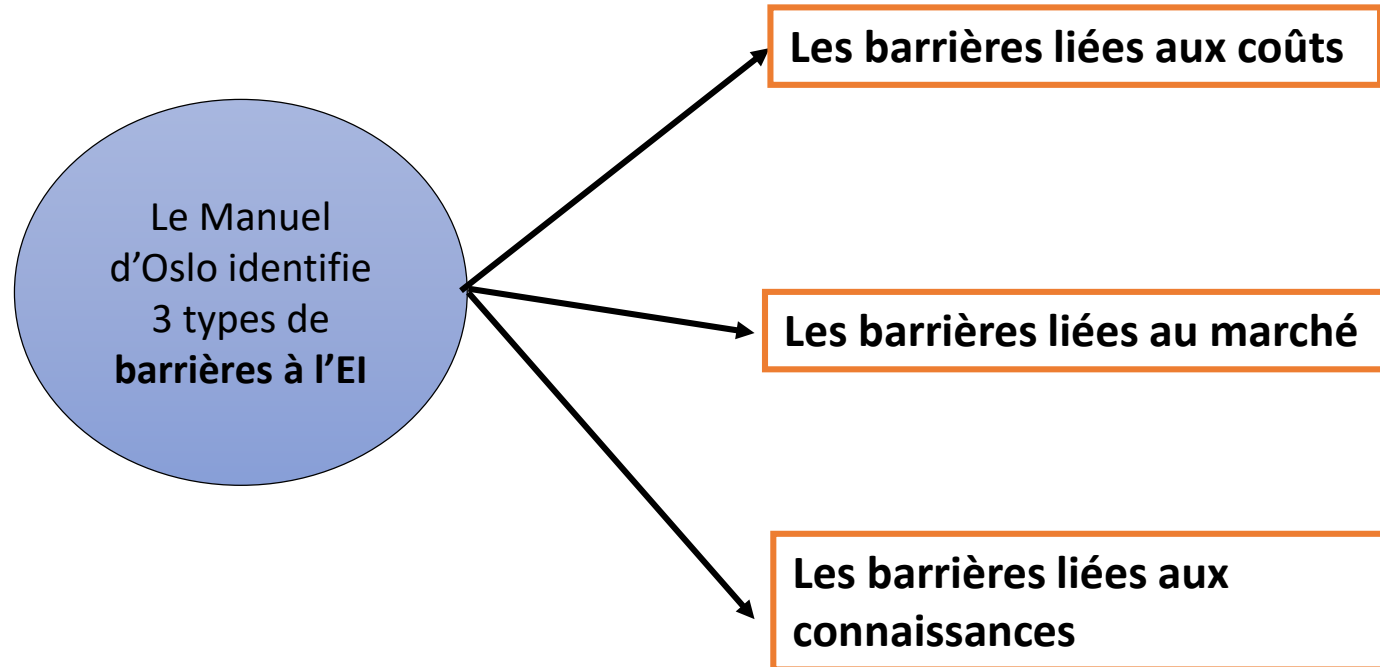 Les barrières liées aux coûts
Le Manuel
d’Oslo identifie
3 types de
barrières à l’EI
Les barrières liées au marché
Les barrières liées aux
connaissances